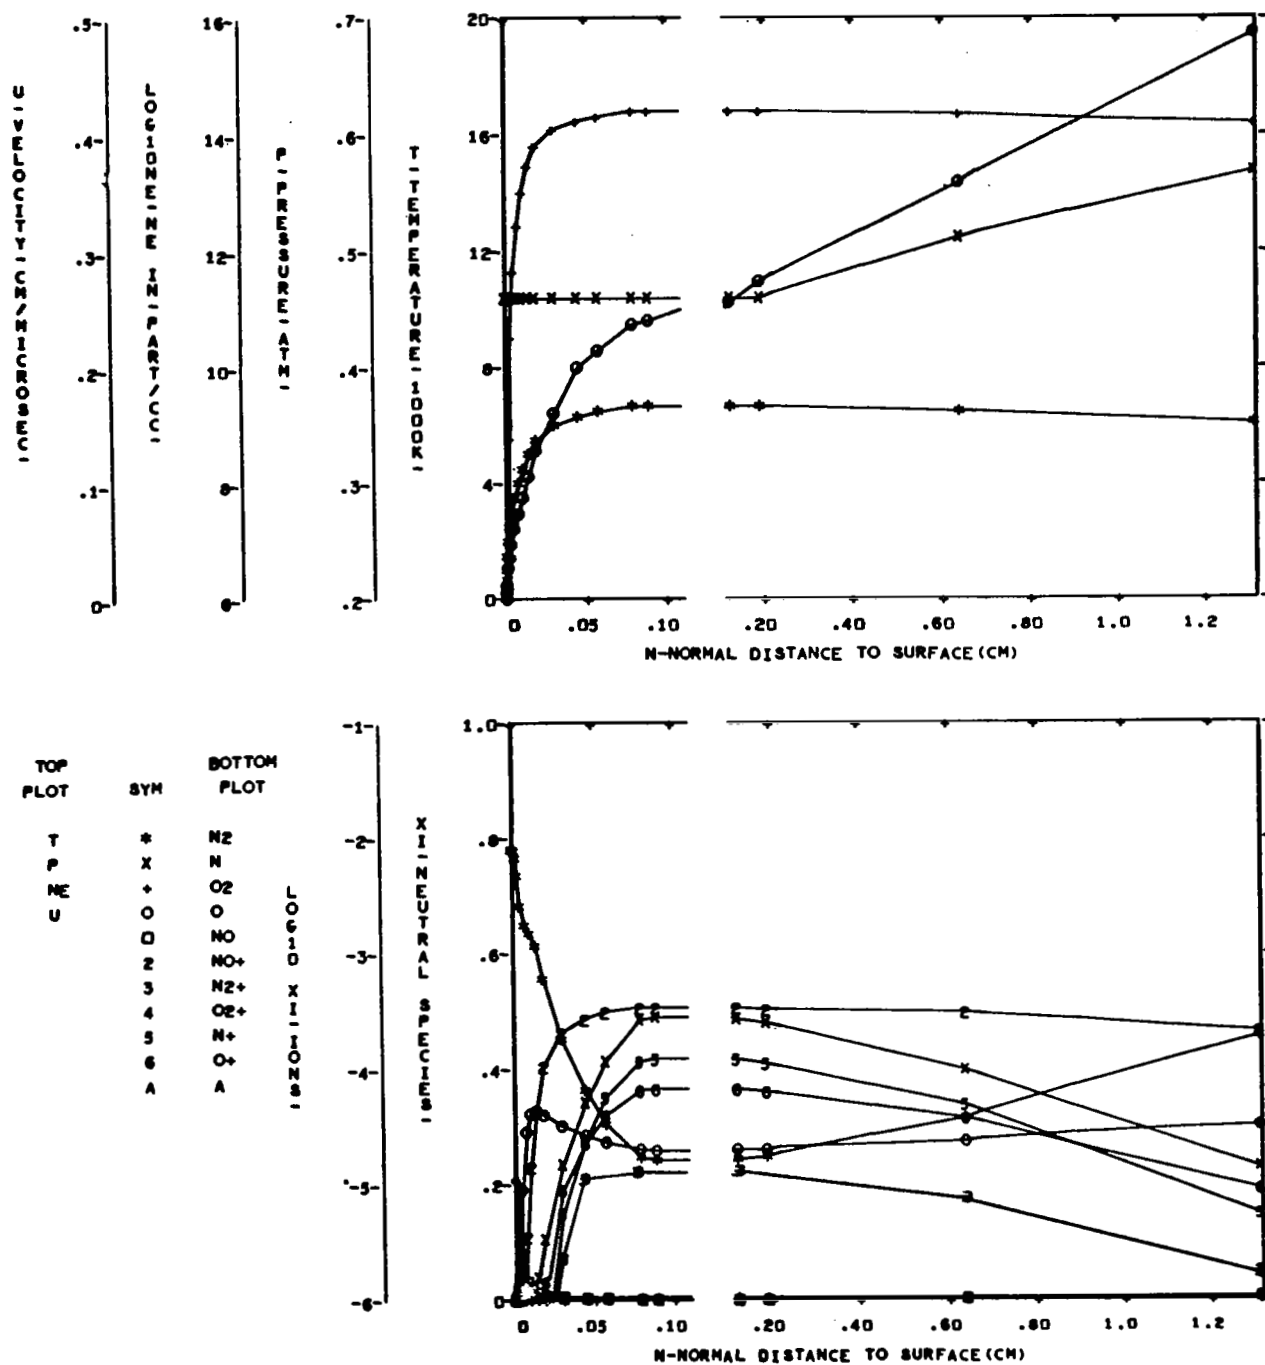 U-VELOCITY-CM/MICROSEC-
.5-
.4-
.3-
.2-
.1-
0-
LOG10NE-NE IN-PART/CC-
16-
14-
12-
10-
8-
6-
P-PRESSURE-ATM-
.7-
.6-
.5-
.4-
.3-
.2-
T-TEMPERATURE-1000K-
20
16
12
8
4
0
0 .05 .10 .20 .40 .60 .80 1.0 1.2
N-NORMAL DISTANCE TO SURFACE(CM)
TOP PLOT SYM BOTTOM PLOT
T * N2
P X N
NE + O2
U O O
□ NO
2 NO+
3 N2+
4 O2+
5 N+
6 O+
A A
LOG10 XI-IONS-
-1-
-2-
-3-
-4-
-5-
-6-
XI-NEUTRAL SPECIES-
1.0
.8
.6
.4
.2
0
0 .05 .10 .20 .40 .60 .80 1.0 1.2
N-NORMAL DISTANCE TO SURFACE(CM)